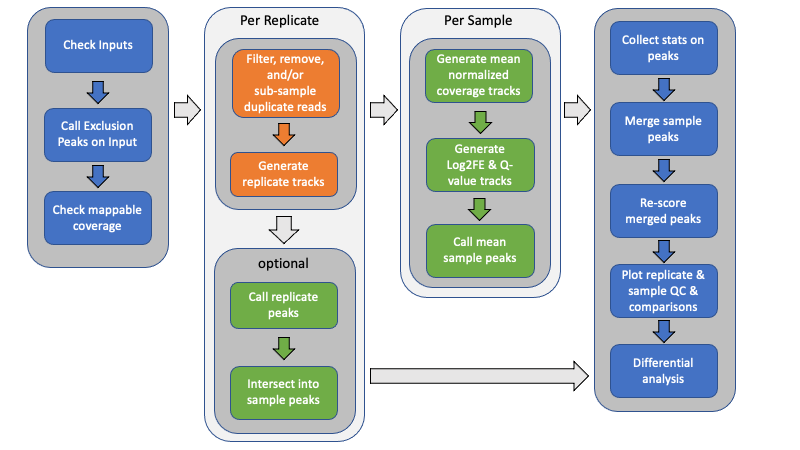 Check Inputs
Call Exclusion
Peaks on Input
Check mappable
coverage
Per Replicate
Filter, remove,
and/or
sub-sample
duplicate reads
Generate
replicate tracks
optional
Call replicate
peaks
Intersect into
sample peaks
Per Sample
Generate mean
normalized
coverage tracks
Generate
Log2FE & Q-
value tracks
Call mean
sample peaks
Collect stats on
peaks
Merge sample
peaks
Re-score
merged peaks
Plot replicate &
sample QC &
comparisons
Differential
analysis